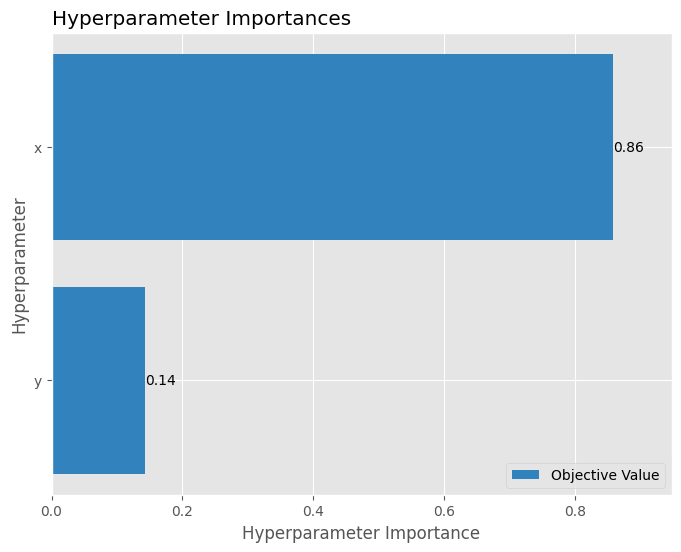 Hyperparameter Importances
Hyperparameter
x
0.86
y
0.14
Objective Value
0.0 0.2 0.4 0.6 0.8
Hyperparameter Importance